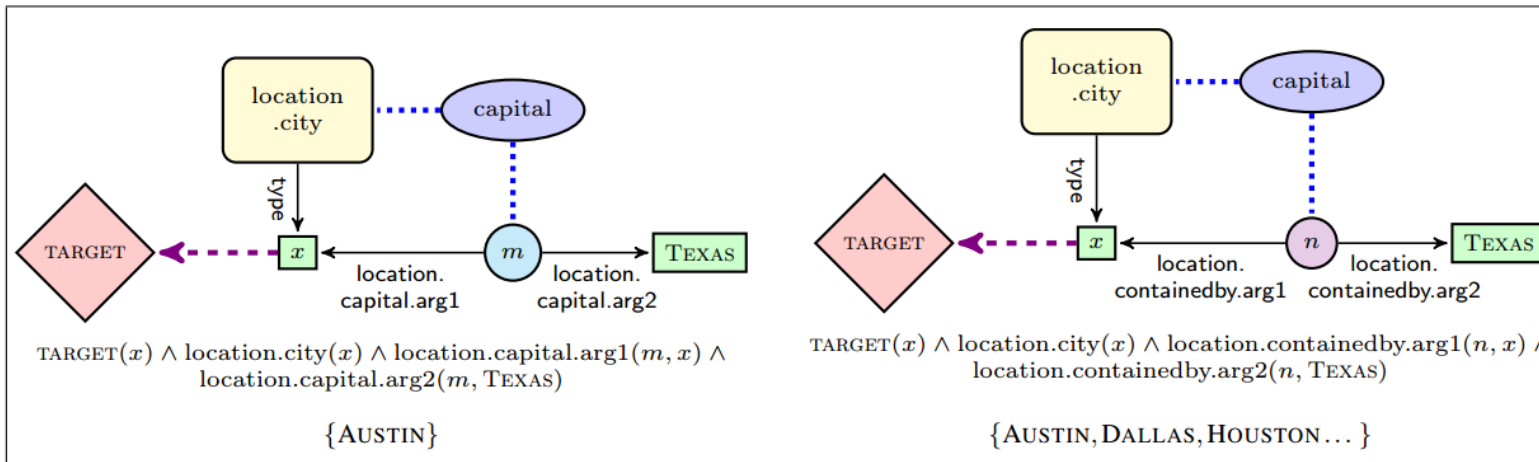 location
.city
capital
type
TARGET
x
m
TEXAS
location.
capital.arg1
location.
capital.arg2
TARGET(x) ∧ location.city(x) ∧ location.capital.arg1(m, x) ∧
location.capital.arg2(m, TEXAS)
{AUSTIN}
location
.city
capital
type
TARGET
x
n
TEXAS
location.
containedby.arg1
location.
containedby.arg2
TARGET(x) ∧ location.city(x) ∧ location.containedby.arg1(n, x) ∧
location.containedby.arg2(n, TEXAS)
{AUSTIN, DALLAS, HOUSTON . . . }